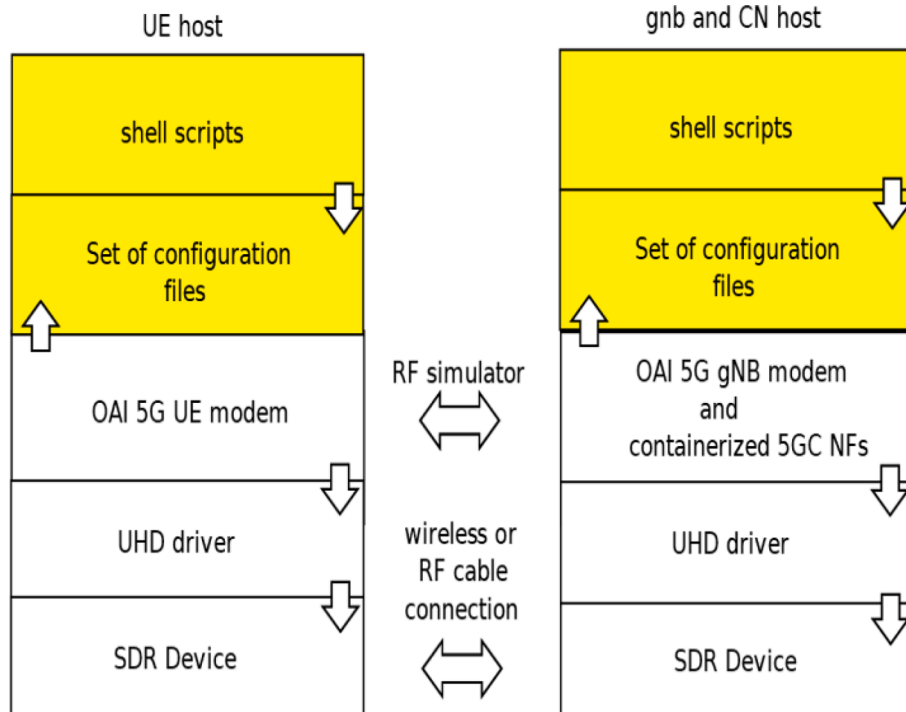 UE host
shell scripts
Set of configuration
files
OAI 5G UE modem
UHD driver
SDR Device
RF simulator
wireless or
RF cable
connection
gnb and CN host
shell scripts
Set of configuration
files
OAI 5G gNB modem
and
containerized 5GC NFs
UHD driver
SDR Device